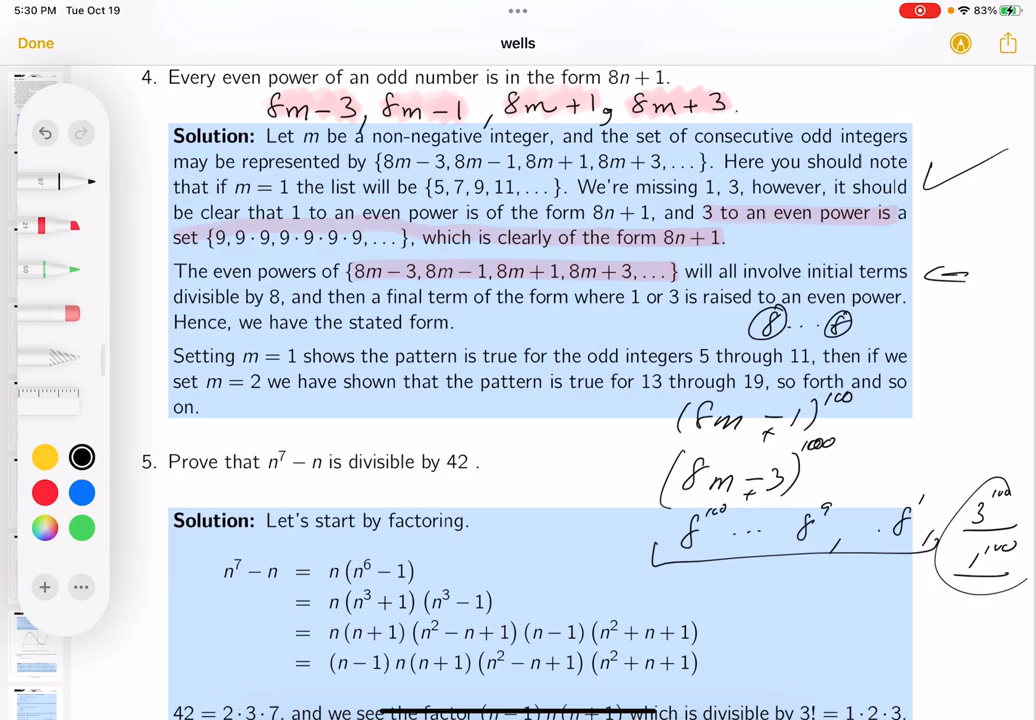 5:30 PM Tue Oct 19
83%
Done
wells
4. Every even power of an odd number is in the form 8n + 1.
8m − 3, 8m − 1, 8m + 1, 8m + 3.
Solution: Let m be a non-negative integer, and the set of consecutive odd integers
may be represented by {8m − 3, 8m − 1, 8m + 1, 8m + 3, . . .}. Here you should note
that if m = 1 the list will be {5, 7, 9, 11, . . .}. We're missing 1, 3, however, it should
be clear that 1 to an even power is of the form 8n + 1, and 3 to an even power is a
set {9, 9 · 9, 9 · 9 · 9 · 9, . . .}, which is clearly of the form 8n + 1.
The even powers of {8m − 3, 8m − 1, 8m + 1, 8m + 3, . . .} will all involve initial terms
divisible by 8, and then a final term of the form where 1 or 3 is raised to an even power.
Hence, we have the stated form.
8 . . . 8
Setting m = 1 shows the pattern is true for the odd integers 5 through 11, then if we
set m = 2 we have shown that the pattern is true for 13 through 19, so forth and so
on.
(8m ∓ 1)^100
5. Prove that n^7 − n is divisible by 42 .
(8m ∓ 3)^1000
Solution: Let's start by factoring.
8^100 ... 8^9, . 8^1, 3^100
1^100
n^7 − n = n (n^6 − 1)
= n (n^3 + 1) (n^3 − 1)
= n (n + 1) (n^2 − n + 1) (n − 1) (n^2 + n + 1)
= (n − 1) n (n + 1) (n^2 − n + 1) (n^2 + n + 1)
42 = 2 · 3 · 7, and we see the factor (n − 1) n (n + 1) which is divisible by 3! = 1 · 2 · 3.
97
21
50